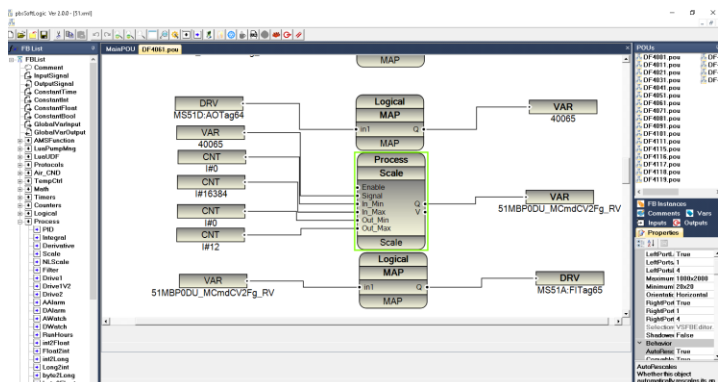 pbsSoftLogic Ver 2.0.0 - [51.xml]
FB List
MainPOU
DF4061.pou
FBList
Comment
InputSignal
OutputSignal
ConstantTime
ConstantInt
ConstantFloat
ConstantBool
GlobalVarInput
GlobalVarOutput
AMSFunction
LusPumpMng
LusUDF
Protocols
Air_CND
TempCtrl
Math
Timers
Counters
Logical
Process
PID
Integral
Derivative
Scale
NLScale
Filter
Drive1
Drive1V2
Drive2
AAlarm
DAlarm
AWatch
DWatch
RunHours
int2Float
Float2int
int2Long
Long2int
byte2Long
MAP
DRV
MS51D:AOTag64
VAR
40065
CNT
I#0
CNT
I#16384
CNT
I#0
CNT
I#12
Logical
MAP
in1 Q
MAP
VAR
40065
Process
Scale
Enable
Signal
In_Min Q
In_Max V
Out_Min
Out_Max
Scale
VAR
51MBP0DU_MCmdCV2Fg_RV
VAR
51MBP0DU_MCmdCV2Fg_RV
Logical
MAP
in1 Q
MAP
DRV
MS51A:FITag65
POUs
DF4001.pou
DF4011.pou
DF4021.pou
DF4031.pou
DF4041.pou
DF4051.pou
DF4061.pou
DF4071.pou
DF4081.pou
DF4091.pou
DF4101.pou
DF4111.pou
DF4115.pou
DF4116.pou
DF4117.pou
DF4118.pou
DF4119.pou
FB Instances
Comments Vars
Inputs Outputs
Properties
LeftPort True
LeftPorts 1
LeftPortd 4
Maximum 1000x2000
Minimum 20x20
Orientatic Horizontal
RightPort True
RightPort 1
RightPort 4
Selection VSFBEditor.
Shadower False
Behavior
AutoResc True
AutoRescales
Whether this object
automatically rescales its on